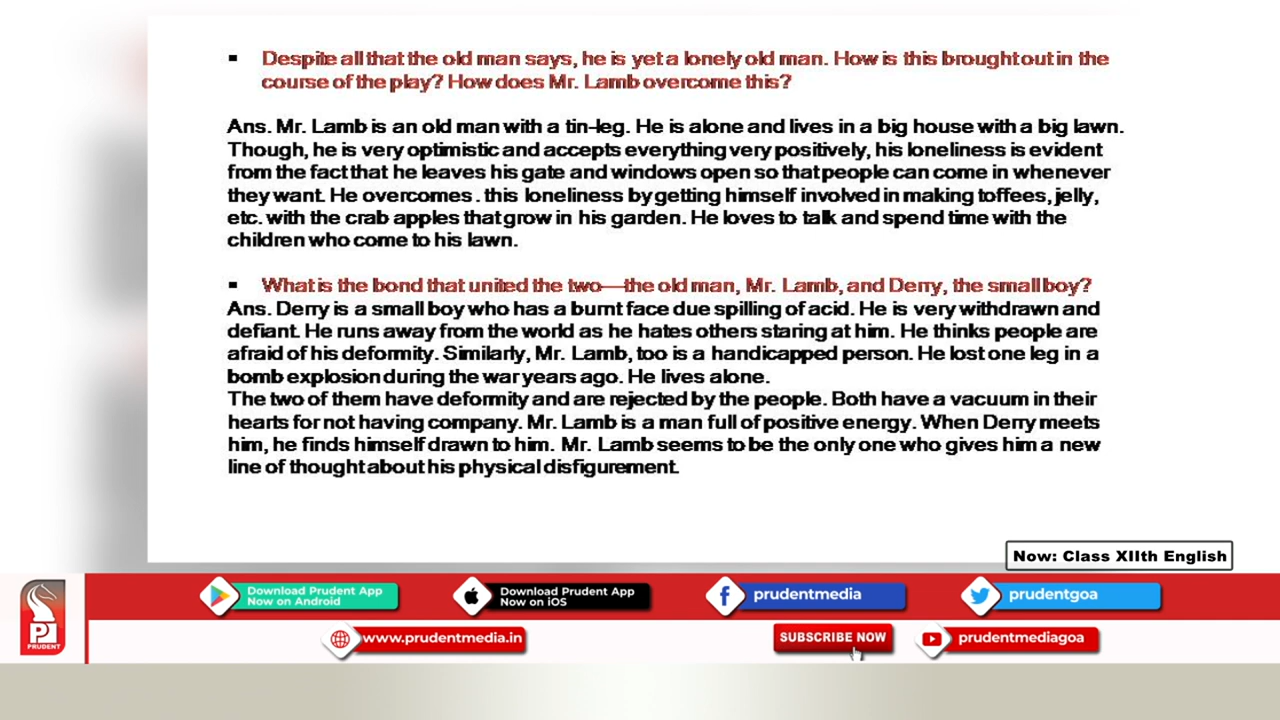 ▪ Despite all that the old man says, he is yet a lonely old man. How is this brought out in the
course of the play? How does Mr. Lamb overcome this?
Ans. Mr. Lamb is an old man with a tin-leg. He is alone and lives in a big house with a big lawn.
Though, he is very optimistic and accepts everything very positively, his loneliness is evident
from the fact that he leaves his gate and windows open so that people can come in whenever
they want. He overcomes . this loneliness by getting himself involved in making toffees, jelly,
etc. with the crab apples that grow in his garden. He loves to talk and spend time with the
children who come to his lawn.
▪ What is the bond that united the two—the old man, Mr. Lamb, and Derry, the small boy?
Ans. Derry is a small boy who has a burnt face due spilling of acid. He is very withdrawn and
defiant. He runs away from the world as he hates others staring at him. He thinks people are
afraid of his deformity. Similarly, Mr. Lamb, too is a handicapped person. He lost one leg in a
bomb explosion during the war years ago. He lives alone.
The two of them have deformity and are rejected by the people. Both have a vacuum in their
hearts for not having company. Mr. Lamb is a man full of positive energy. When Derry meets
him, he finds himself drawn to him. Mr. Lamb seems to be the only one who gives him a new
line of thought about his physical disfigurement.
Now: Class XIIth English
Download Prudent App
Now on Android
Download Prudent App
Now on iOS
prudentmedia
prudentgoa
PRUDENT
www.prudentmedia.in
SUBSCRIBE NOW
prudentmediagoa